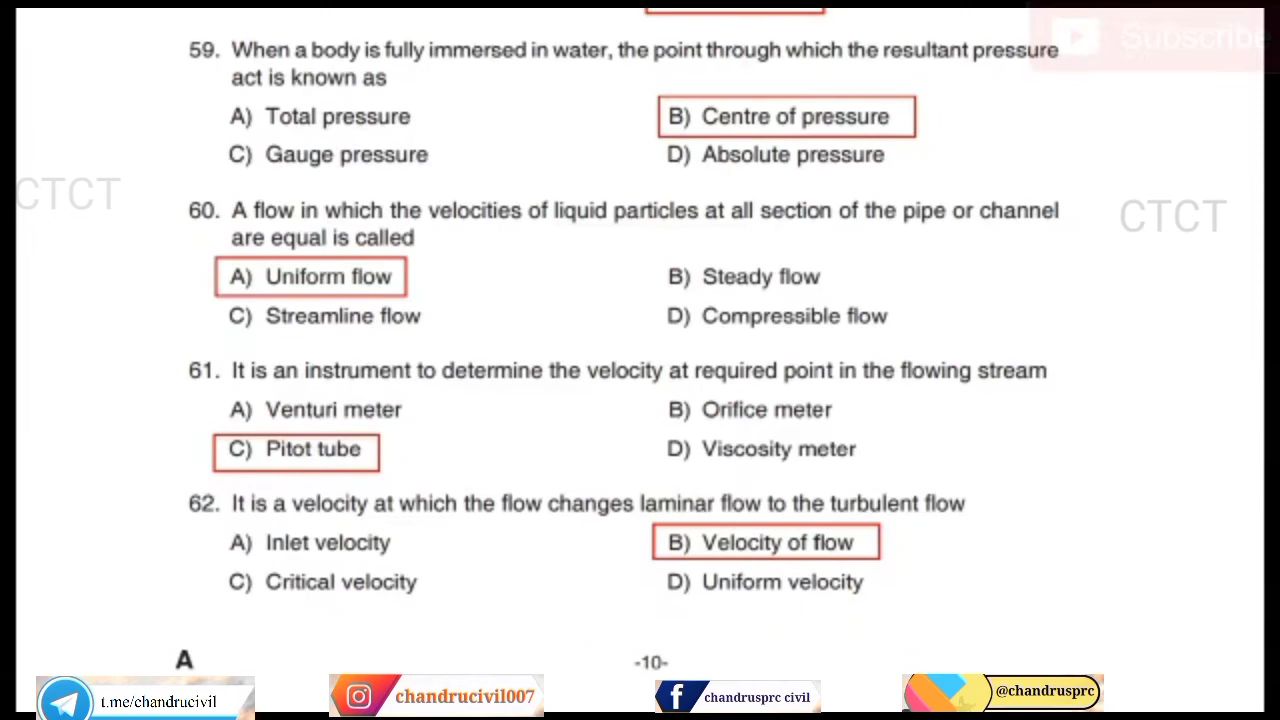 Subscribe
59. When a body is fully immersed in water, the point through which the resultant pressure
act is known as
A) Total pressure B) Centre of pressure
C) Gauge pressure D) Absolute pressure
CTCT
CTCT
60. A flow in which the velocities of liquid particles at all section of the pipe or channel
are equal is called
A) Uniform flow B) Steady flow
C) Streamline flow D) Compressible flow
61. It is an instrument to determine the velocity at required point in the flowing stream
A) Venturi meter B) Orifice meter
C) Pitot tube D) Viscosity meter
62. It is a velocity at which the flow changes laminar flow to the turbulent flow
A) Inlet velocity B) Velocity of flow
C) Critical velocity D) Uniform velocity
A -10-
t.me/chandrucivil chandrucivil007 chandrusprc civil @chandrusprc